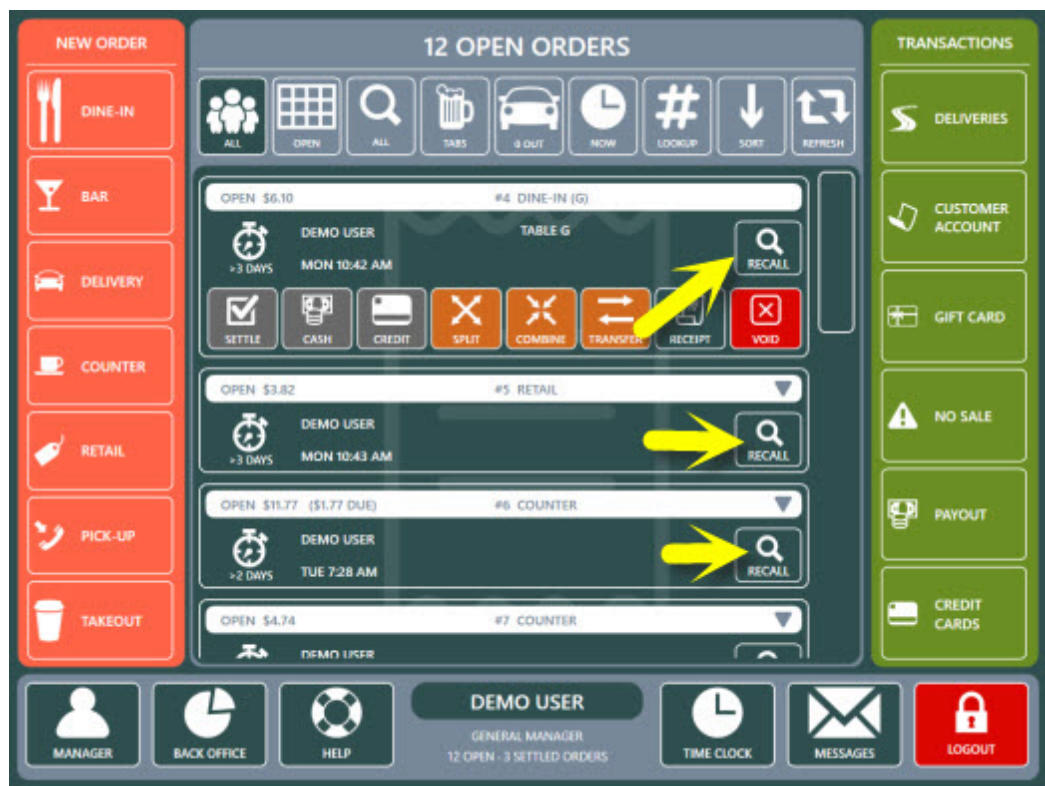 NEW ORDER
DINE-IN
BAR
DELIVERY
COUNTER
RETAIL
PICK-UP
TAKEOUT
12 OPEN ORDERS
ALL
OPEN
ALL
TABS
G OUT
NOW
LOOKUP
SORT
REFRESH
OPEN $6.10 #4 DINE-IN (G)
DEMO USER TABLE G
>3 DAYS MON 10:42 AM RECALL
SETTLE CASH CREDIT SPLIT COMBINE TRANSFER RECEIPT VOID
OPEN $3.82 #5 RETAIL
DEMO USER
>3 DAYS MON 10:43 AM RECALL
OPEN $11.77 ($1.77 DUE) #6 COUNTER
DEMO USER
>2 DAYS TUE 7:28 AM RECALL
OPEN $4.74 #7 COUNTER
DEMO USER
TRANSACTIONS
DELIVERIES
CUSTOMER
ACCOUNT
GIFT CARD
NO SALE
PAYOUT
CREDIT
CARDS
MANAGER
BACK OFFICE
HELP
DEMO USER
GENERAL MANAGER
12 OPEN - 3 SETTLED ORDERS
TIME CLOCK
MESSAGES
LOGOUT